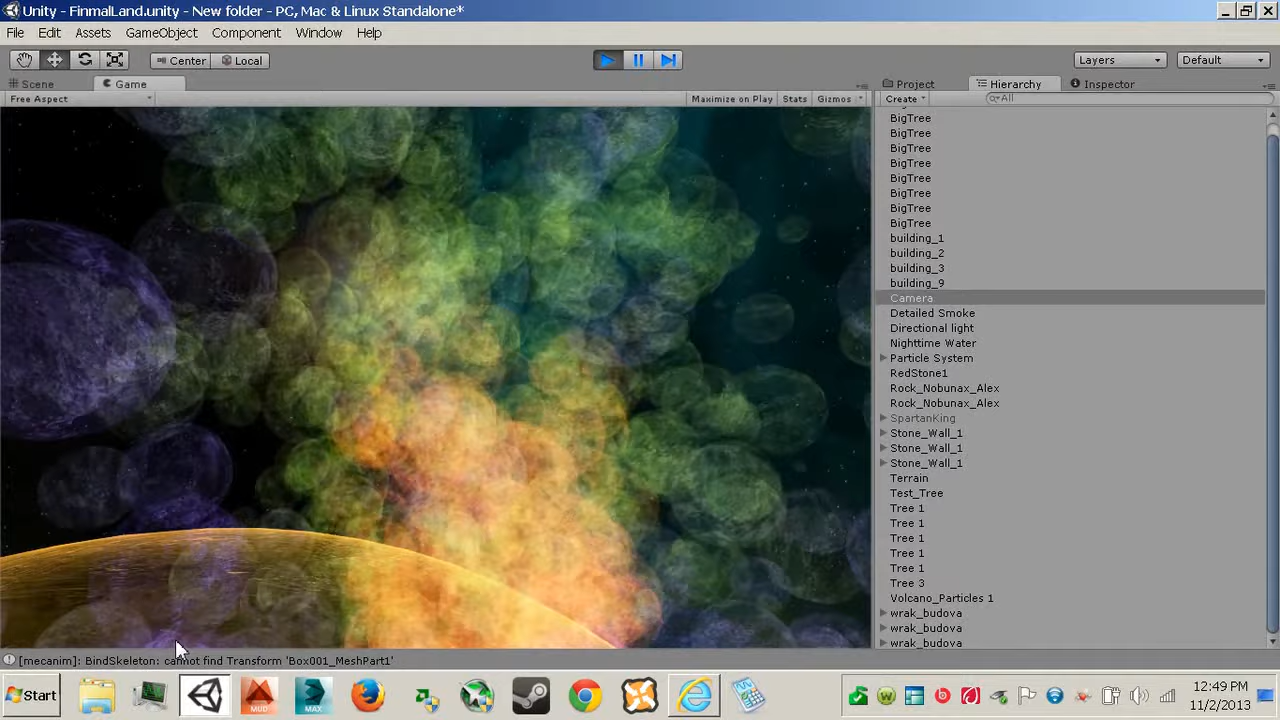 Unity - FinmalLand.unity - New folder - PC, Mac & Linux Standalone*
File Edit Assets GameObject Component Window Help
Center Local Layers Default
Scene Game Project Hierarchy Inspector
Free Aspect Maximize on Play Stats Gizmos Create All
BigTree
BigTree
BigTree
BigTree
BigTree
BigTree
BigTree
BigTree
building_1
building_2
building_3
building_9
Camera
Detailed Smoke
Directional light
Nighttime Water
Particle System
RedStone1
Rock_Nobunax_Alex
Rock_Nobunax_Alex
SpartanKing
Stone_Wall_1
Stone_Wall_1
Stone_Wall_1
Terrain
Test_Tree
Tree 1
Tree 1
Tree 1
Tree 1
Tree 1
Tree 3
Volcano_Particles 1
wrak_budova
wrak_budova
wrak_budova
[mecanim]: BindSkeleton: cannot find Transform 'Box001_MeshPart1'
Start MUD MAX 12:49 PM
11/2/2013